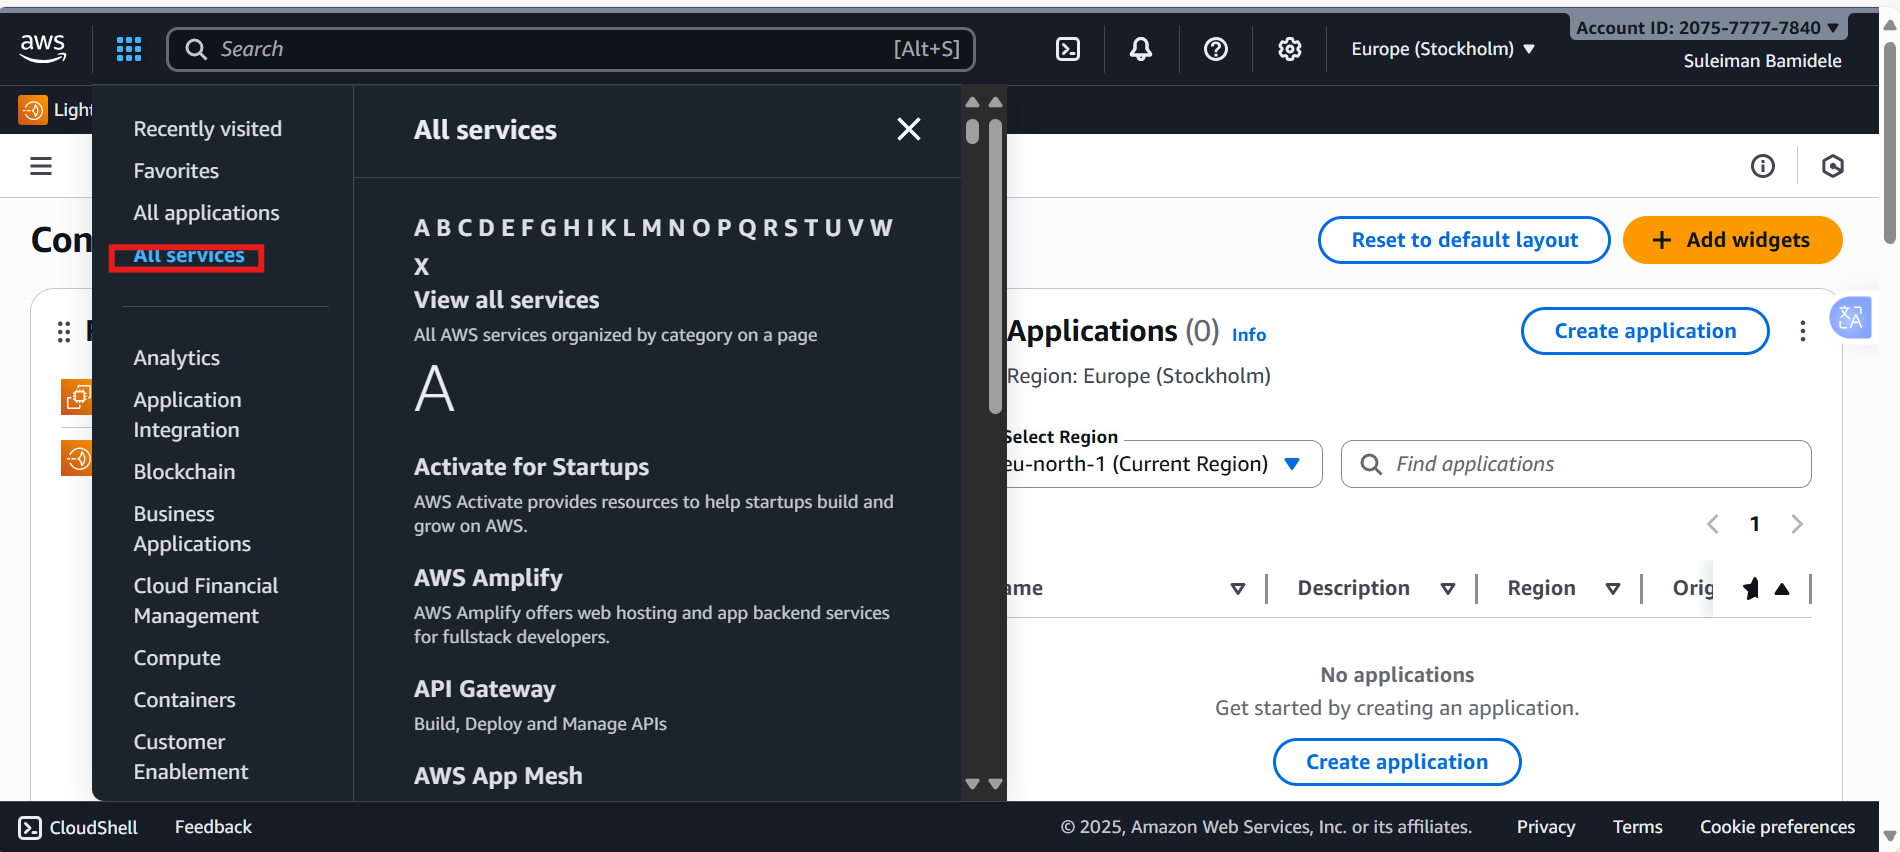 aws
Search
[Alt+S]
Europe (Stockholm)
Account ID: 2075-7777-7840
Suleiman Bamidele
Light
Recently visited
Favorites
All applications
All services
Analytics
Application
Integration
Blockchain
Business
Applications
Cloud Financial
Management
Compute
Containers
Customer
Enablement
All services
A B C D E F G H I K L M N O P Q R S T U V W
X
View all services
All AWS services organized by category on a page
A
Activate for Startups
AWS Activate provides resources to help startups build and
grow on AWS.
AWS Amplify
AWS Amplify offers web hosting and app backend services
for fullstack developers.
API Gateway
Build, Deploy and Manage APIs
AWS App Mesh
Con
Reset to default layout
+ Add widgets
Applications (0) Info
Create application
Region: Europe (Stockholm)
Select Region
eu-north-1 (Current Region)
Find applications
1
ame
Description
Region
Orig
No applications
Get started by creating an application.
Create application
CloudShell
Feedback
© 2025, Amazon Web Services, Inc. or its affiliates.
Privacy
Terms
Cookie preferences